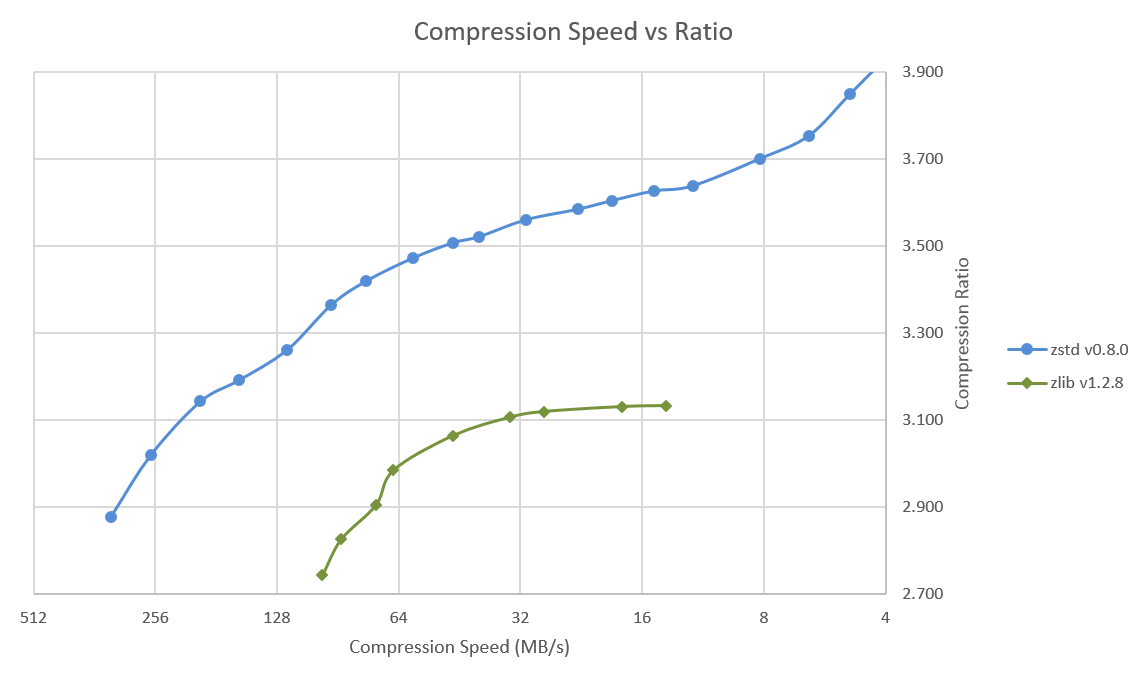 Compression Speed vs Ratio
3.900
3.700
3.500
3.300
3.100
2.900
2.700
Compression Ratio
zstd v0.8.0
zlib v1.2.8
512 256 128 64 32 16 8 4
Compression Speed (MB/s)